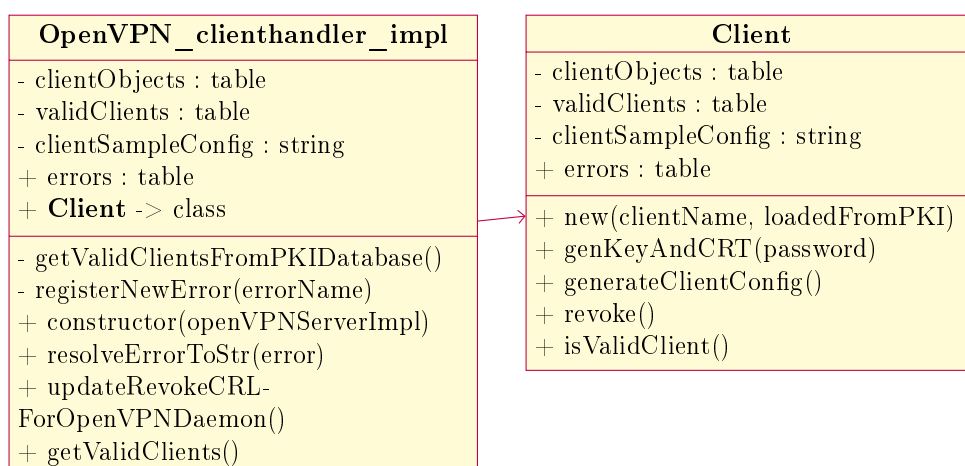 OpenVPN_clienthandler_impl
- clientObjects : table
- validClients : table
- clientSampleConfig : string
+ errors : table
+ Client -> class
- getValidClientsFromPKIDatabase()
- registerNewError(errorName)
+ constructor(openVPNServerImpl)
+ resolveErrorToStr(error)
+ updateRevokeCRL-
ForOpenVPNDaemon()
+ getValidClients()
Client
- clientObjects : table
- validClients : table
- clientSampleConfig : string
+ errors : table
+ new(clientName, loadedFromPKI)
+ genKeyAndCRT(password)
+ generateClientConfig()
+ revoke()
+ isValidClient()